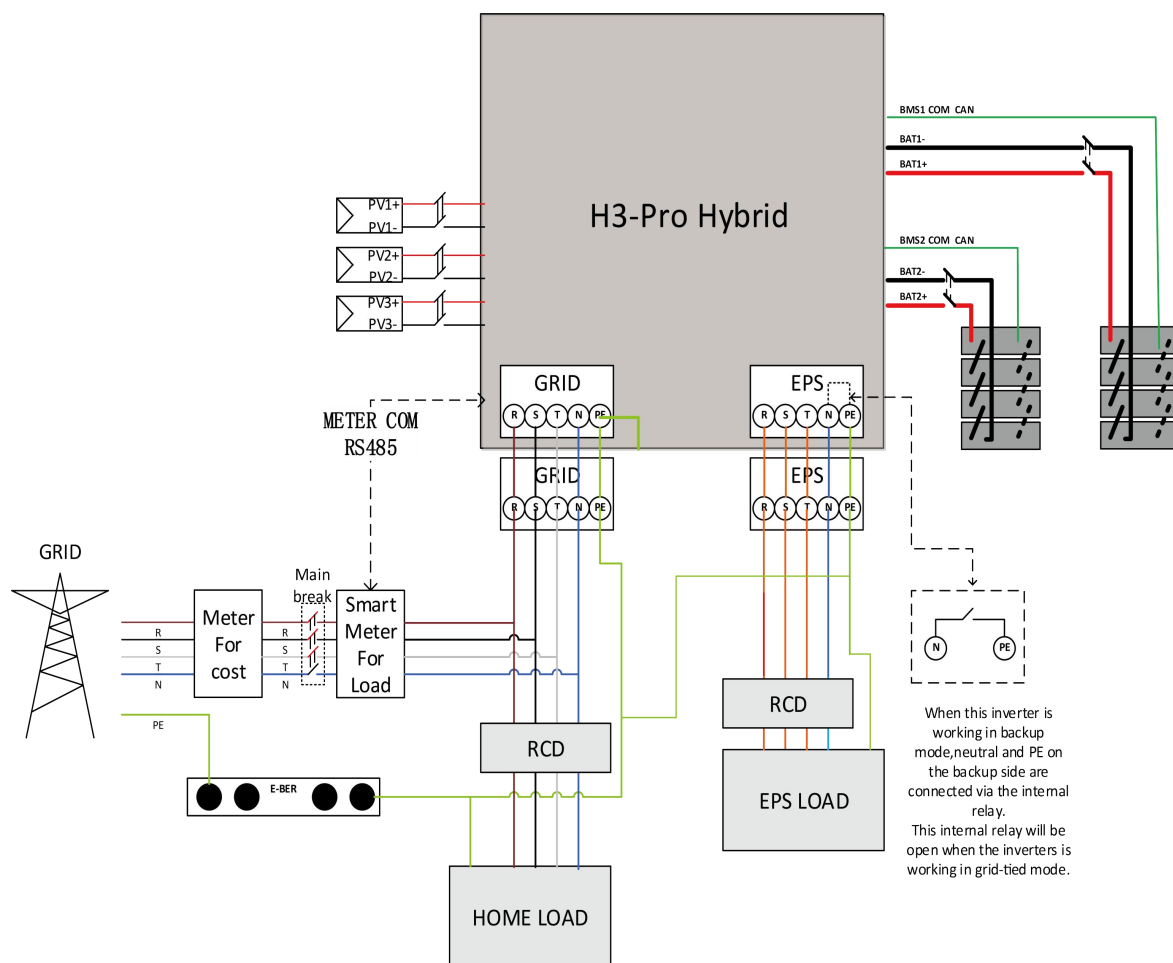 H3-Pro Hybrid
BMS1 COM CAN
BAT1-
BAT1+
BMS2 COM CAN
BAT2-
BAT2+
PV1+
PV1-
PV2+
PV2-
PV3+
PV3-
GRID
R S T N PE
EPS
R S T N PE
METER COM
RS485
GRID
R S T N PE
EPS
R S T N PE
GRID
R
S
T
N
PE
Meter
For
cost
Main
break
R
S
T
N
Smart
Meter
For
Load
E-BER
RCD
HOME LOAD
RCD
EPS LOAD
N
PE
When this inverter is
working in backup
mode,neutral and PE on
the backup side are
connected via the internal
relay.
This internal relay will be
open when the inverters is
working in grid-tied mode.